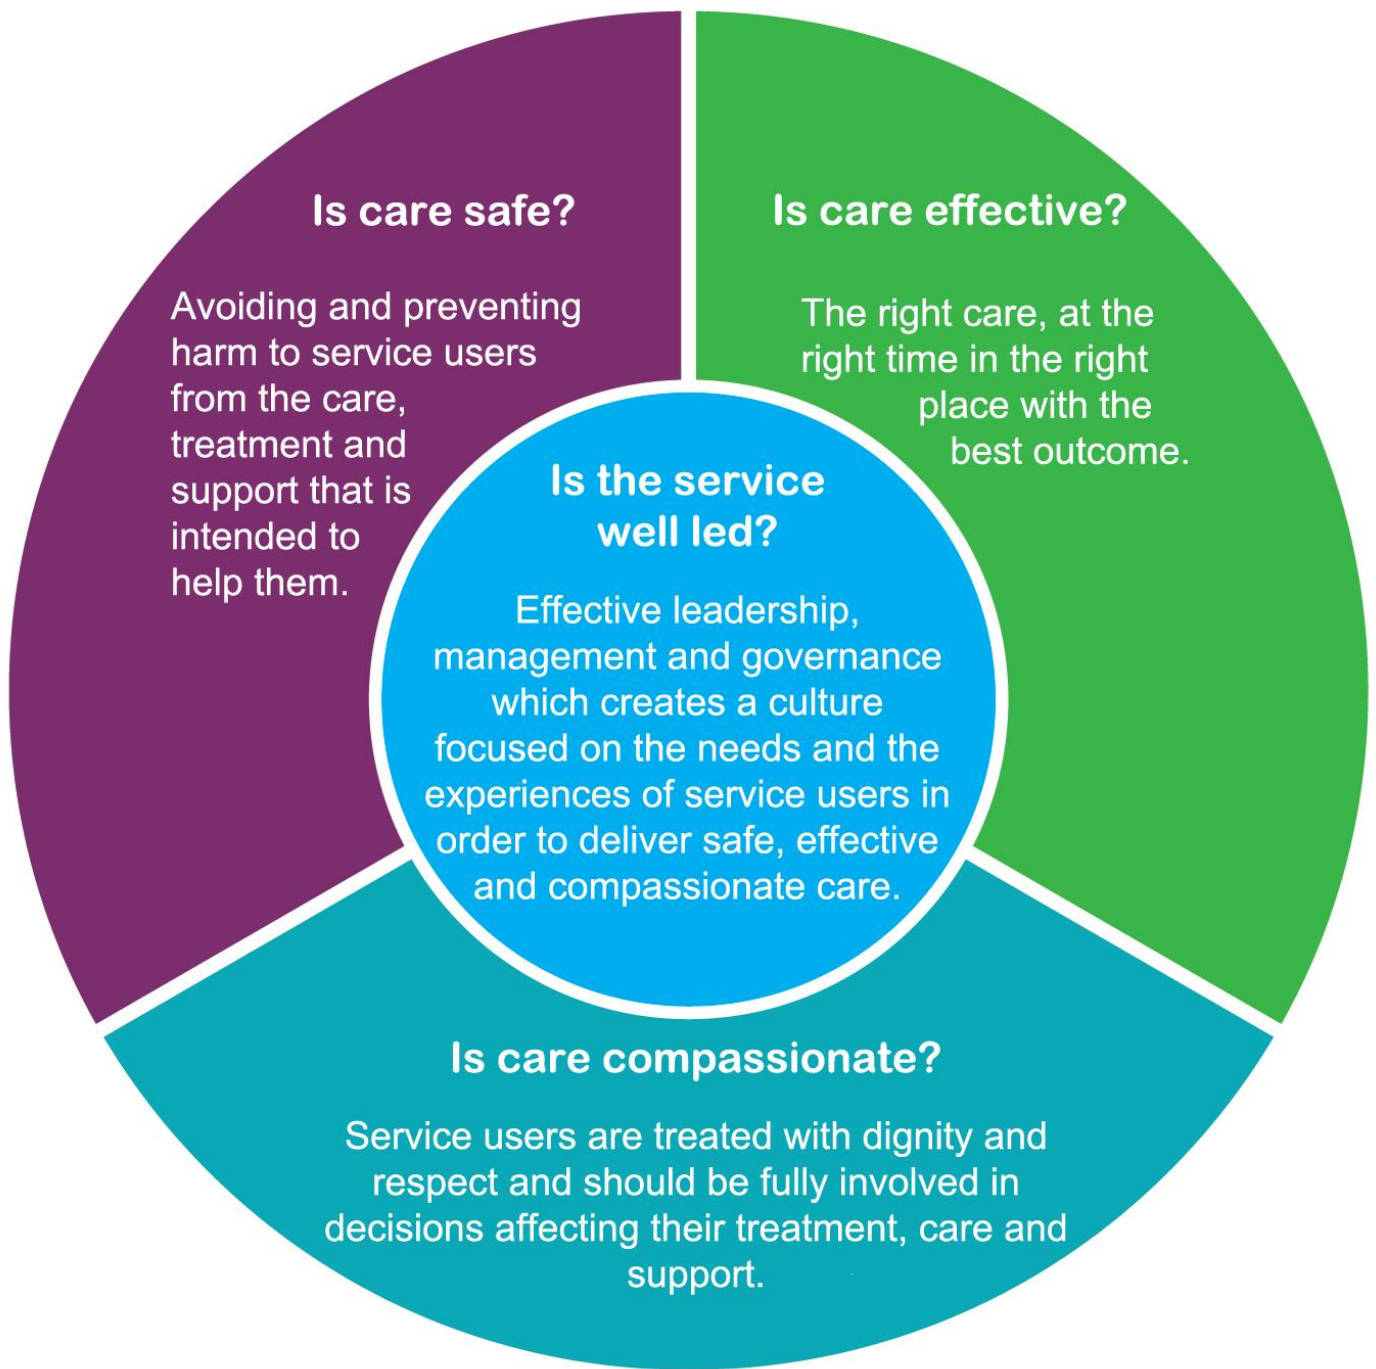 Is care safe?
Avoiding and preventing
harm to service users
from the care,
treatment and
support that is
intended to
help them.
Is care effective?
The right care, at the
right time in the right
place with the
best outcome.
Is the service
well led?
Effective leadership,
management and governance
which creates a culture
focused on the needs and the
experiences of service users in
order to deliver safe, effective
and compassionate care.
Is care compassionate?
Service users are treated with dignity and
respect and should be fully involved in
decisions affecting their treatment, care and
support.